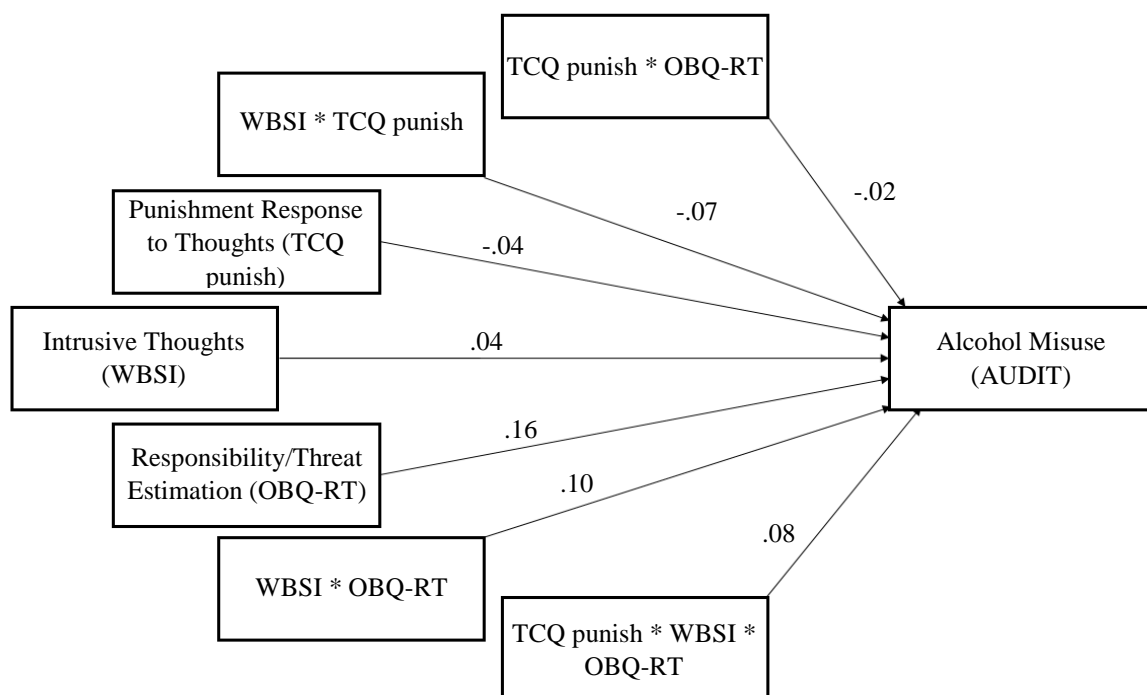 TCQ punish * OBQ-RT
WBSI * TCQ punish
-.02
-.07
Punishment Response
to Thoughts (TCQ
punish)
-.04
Intrusive Thoughts
(WBSI)
.04
Alcohol Misuse
(AUDIT)
Responsibility/Threat
Estimation (OBQ-RT)
.16
.10
WBSI * OBQ-RT
.08
TCQ punish * WBSI *
OBQ-RT